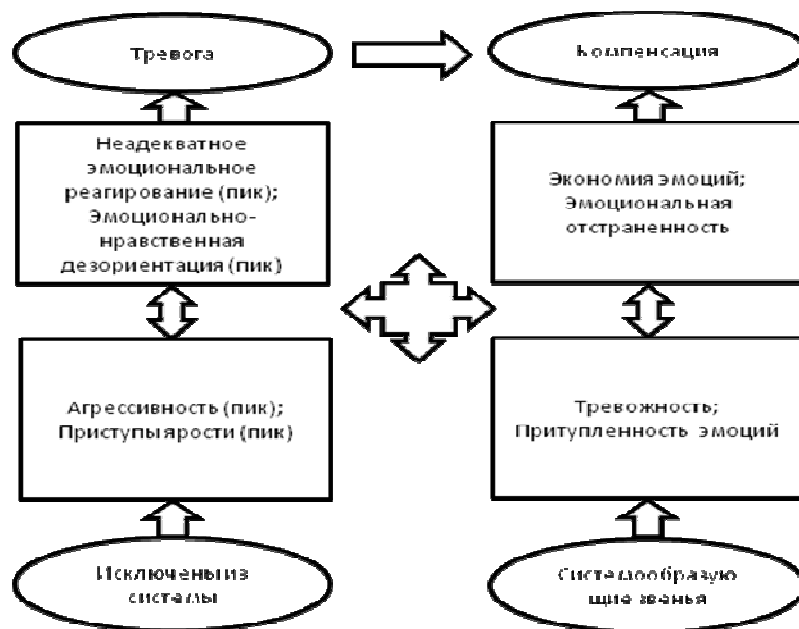 Тревога
Компенсация
Неадекватное
эмоциональное
реагирование (пик);
Эмоционально-
нравственная
дезориентация (пик)
Экономия эмоций;
Эмоциональная
отстраненность
Агрессивность (пик);
Приступы ярости (пик)
Тревожность;
Притупленность эмоций
Исключены из
системы
Системообразую
щие званья